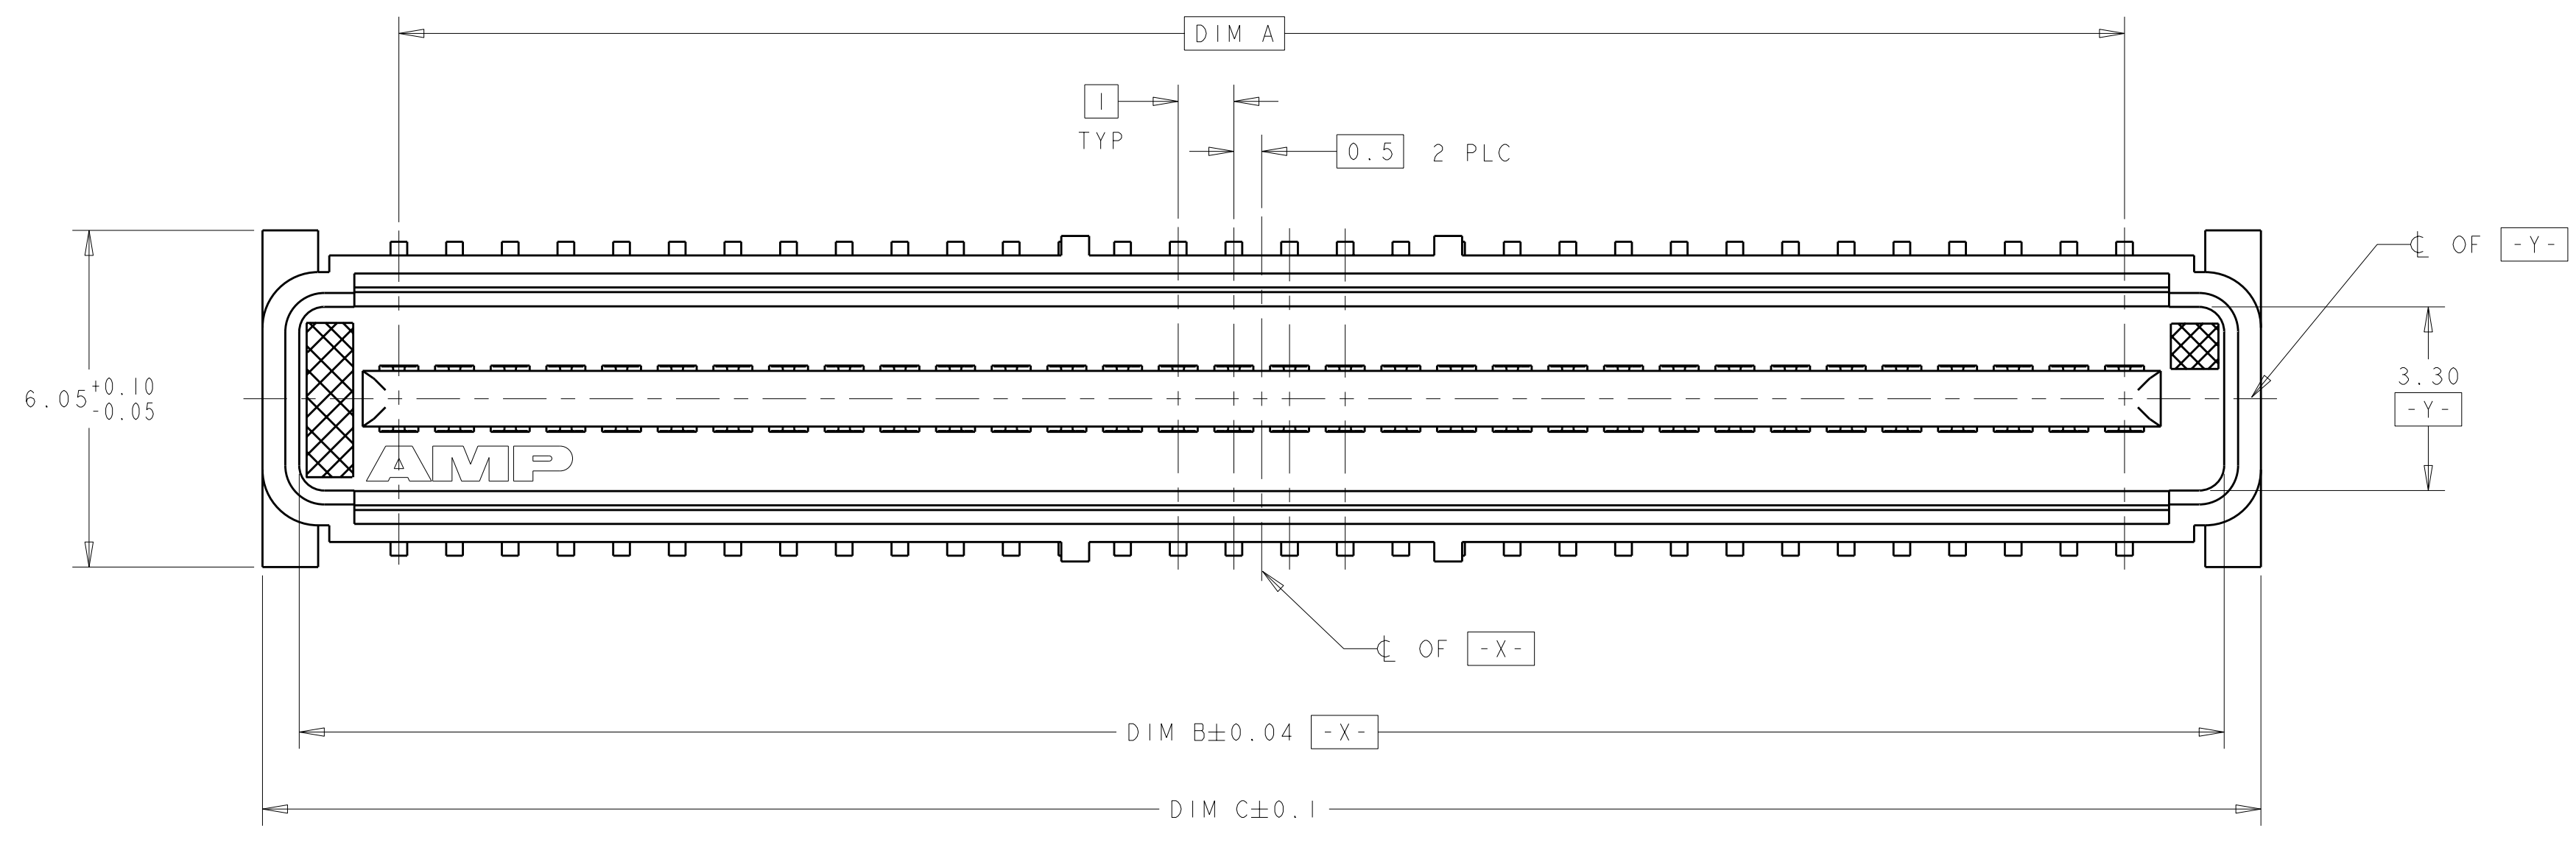 DIM A
1
TYP
0.5 2 PLC
℄ OF -Y-
6.05 +0.10
-0.05
3.30
-Y-
AMP
℄ OF -X-
DIM B±0.04 -X-
DIM C±0.1